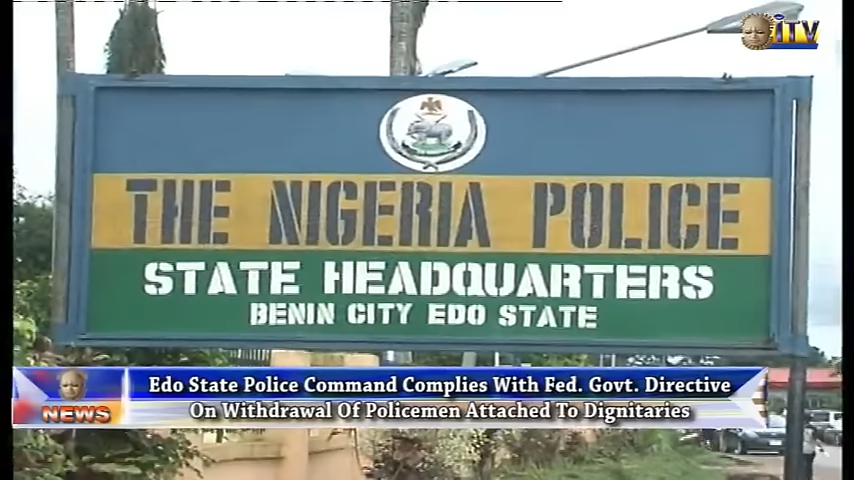 iTV
THE NIGERIA POLICE
STATE HEADQUARTERS
BENIN CITY EDO STATE
Edo State Police Command Complies With Fed. Govt. Directive
On Withdrawal Of Policemen Attached To Dignitaries
NEWS